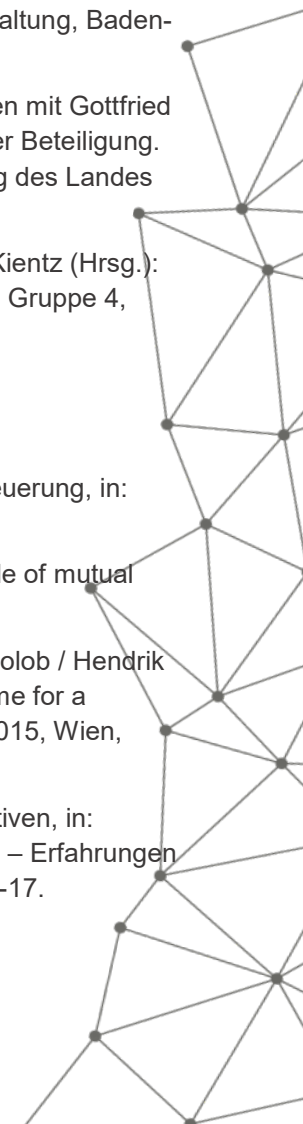 altung, Baden-
en mit Gottfried
er Beteiligung.
g des Landes
Kientz (Hrsg.):
Gruppe 4,
euerung, in:
le of mutual
olob / Hendrik
me for a
015, Wien,
tiven, in:
– Erfahrungen
-17.